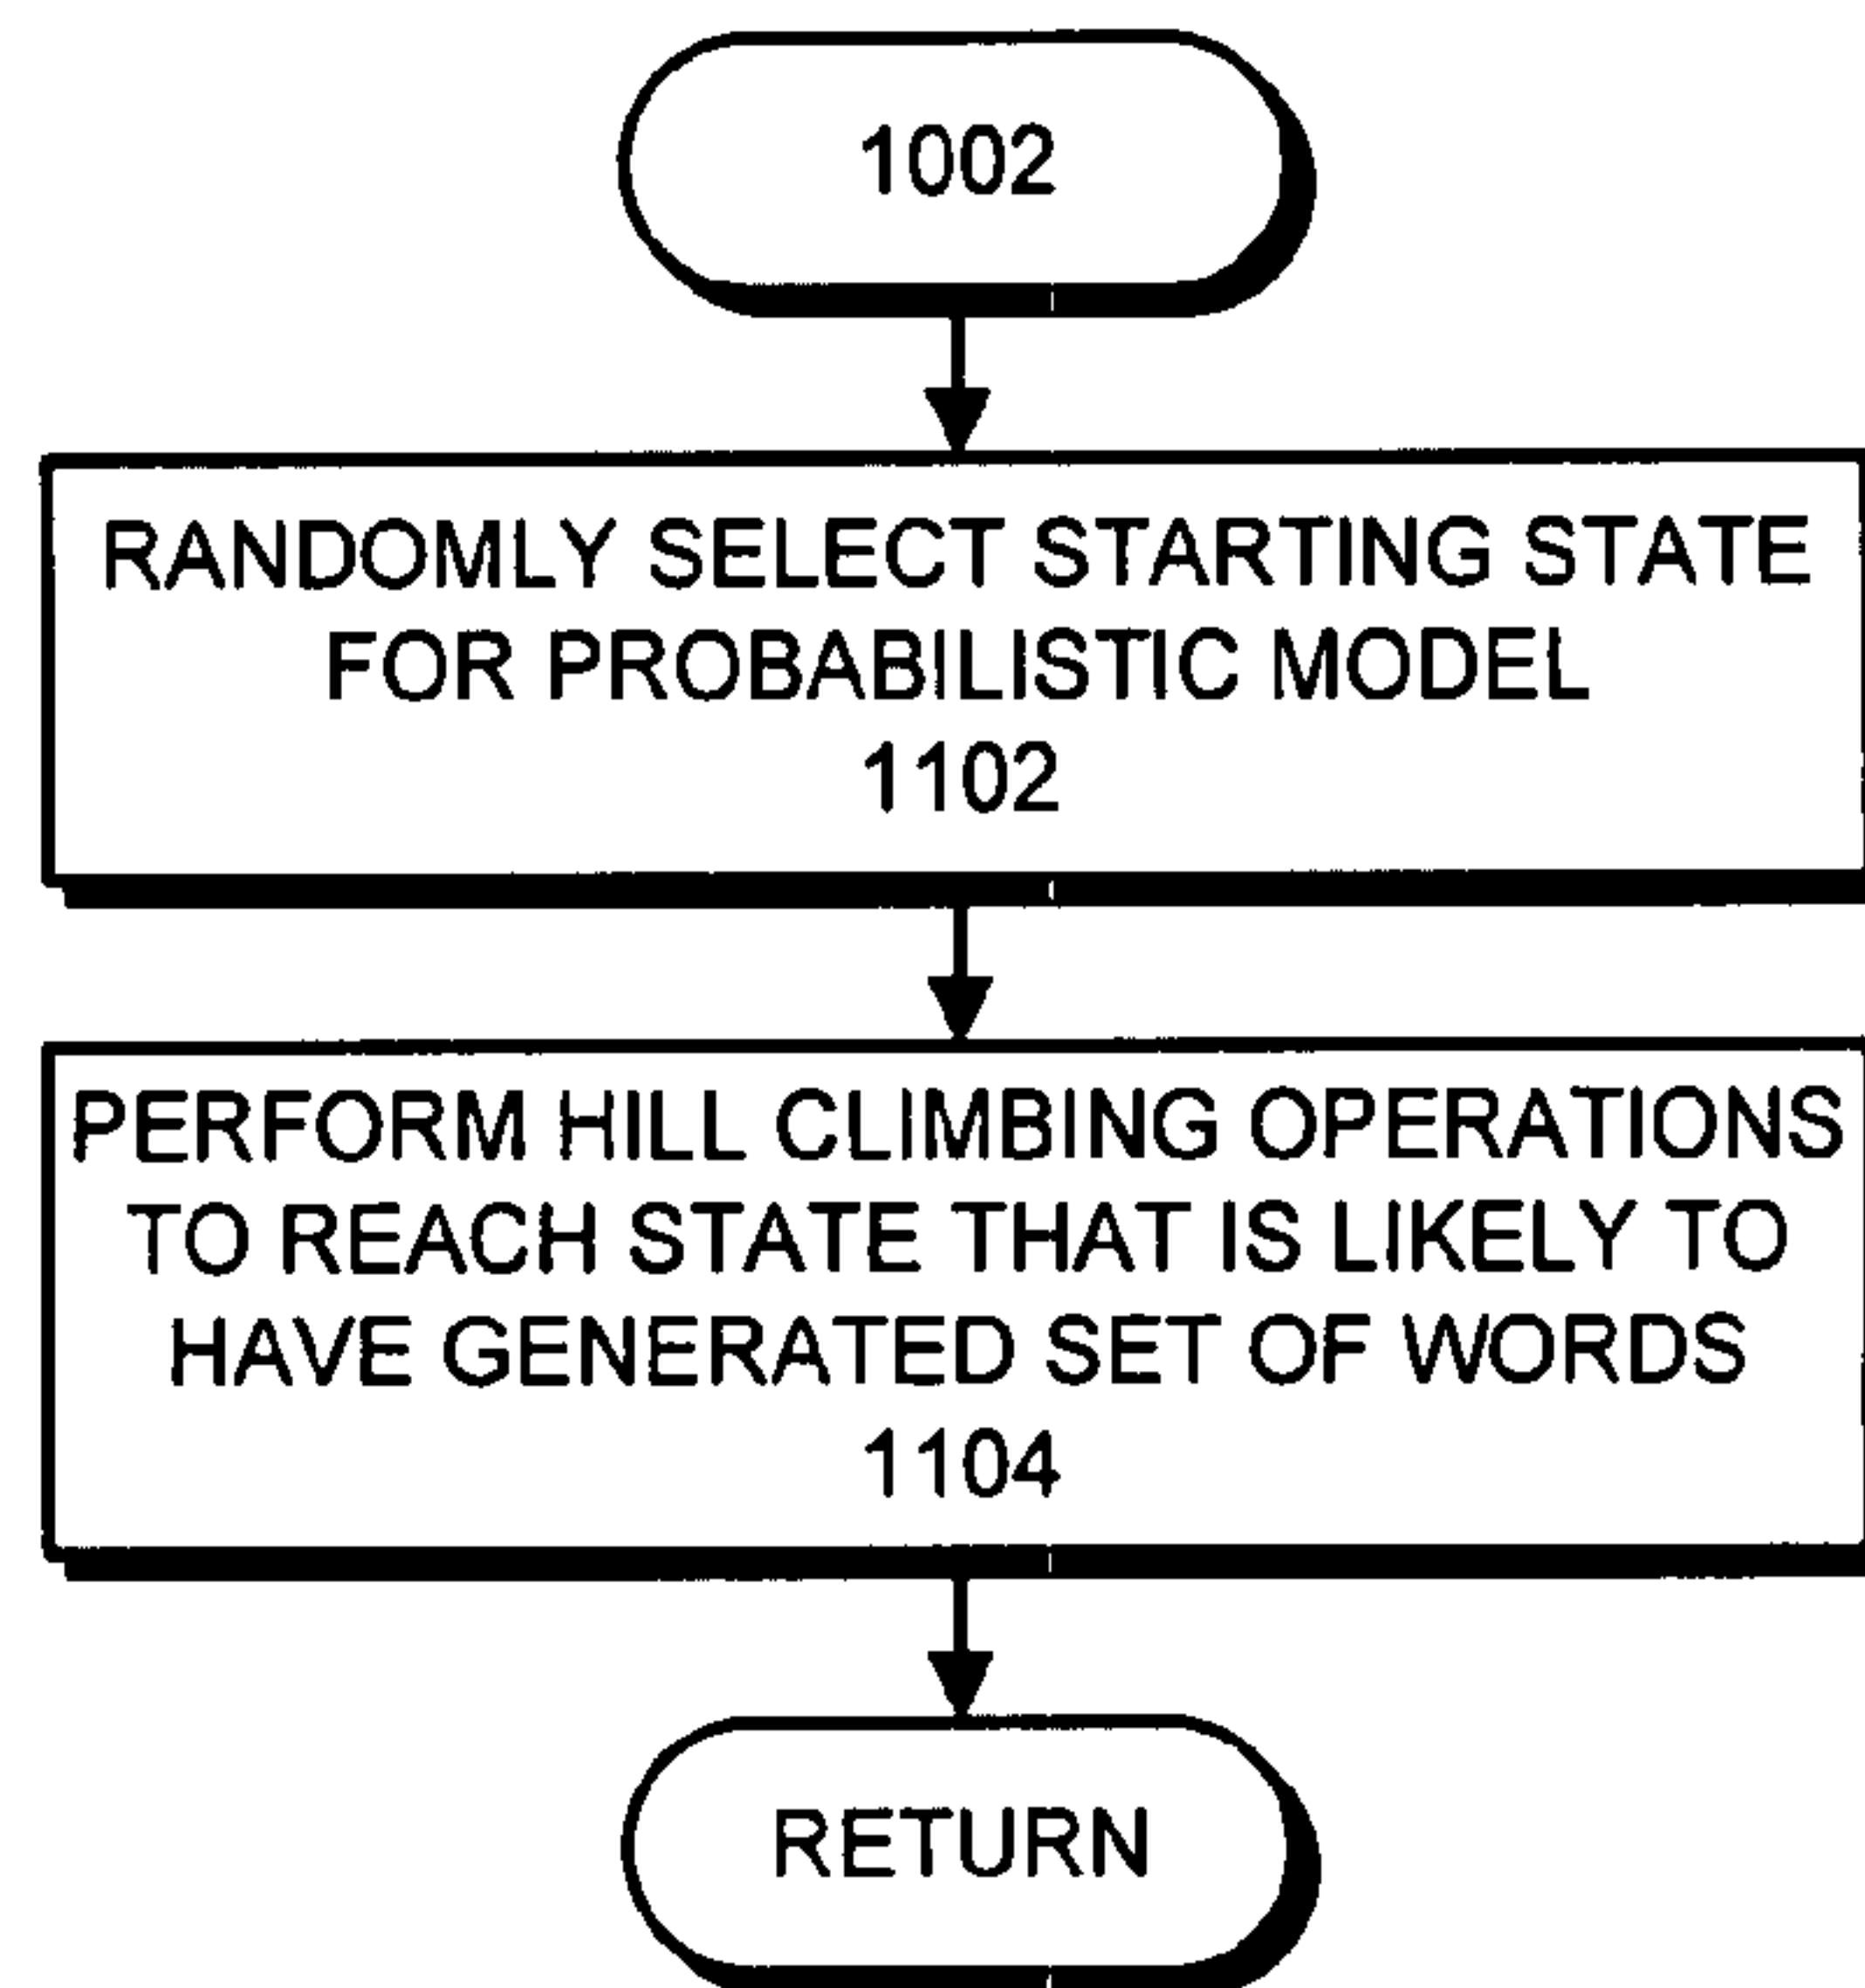 1002
RANDOMLY SELECT STARTING STATE
FOR PROBABILISTIC MODEL
1102
PERFORM HILL CLIMBING OPERATIONS
TO REACH STATE THAT IS LIKELY TO
HAVE GENERATED SET OF WORDS
1104
RETURN